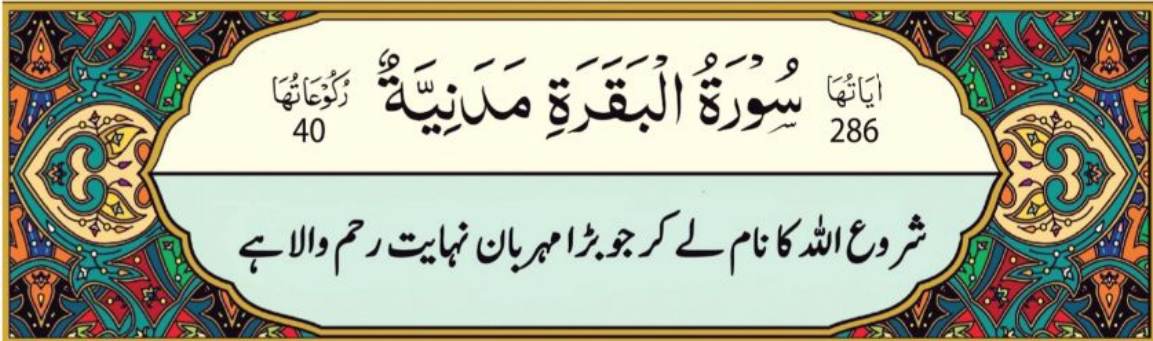 اٰیَاتُهَا سُوْرَةُ الْبَقَرَةِ مَدَنِيَّةٌ رُکُوْعَاتُهَا
286 40
شروع اللہ کا نام لے کر جو بڑا مہربان نہایت رحم والا ہے